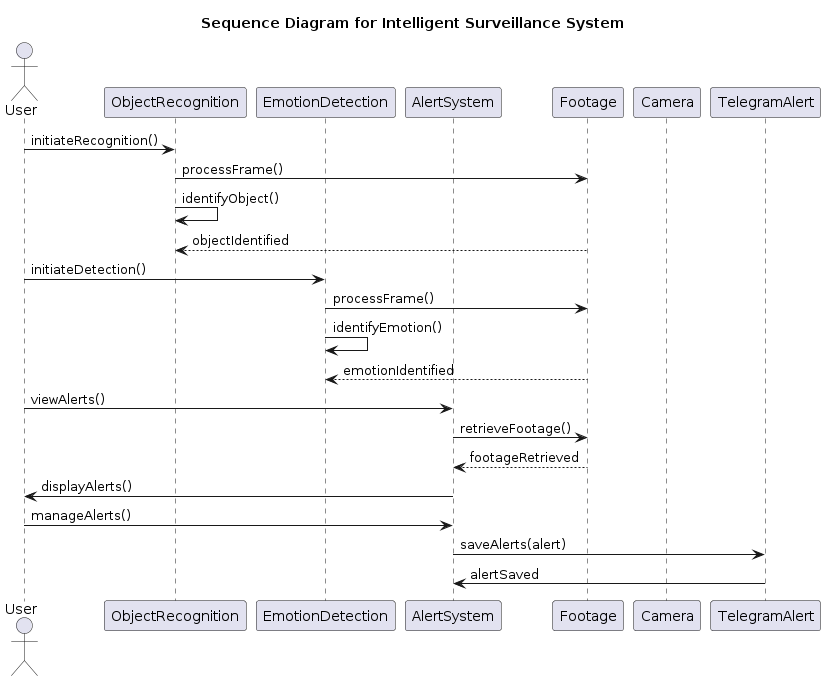 Sequence Diagram for Intelligent Surveillance System
User
ObjectRecognition
EmotionDetection
AlertSystem
Footage
Camera
TelegramAlert
initiateRecognition()
processFrame()
identifyObject()
objectIdentified
initiateDetection()
processFrame()
identifyEmotion()
emotionIdentified
viewAlerts()
retrieveFootage()
footageRetrieved
displayAlerts()
manageAlerts()
saveAlerts(alert)
alertSaved
User
ObjectRecognition
EmotionDetection
AlertSystem
Footage
Camera
TelegramAlert